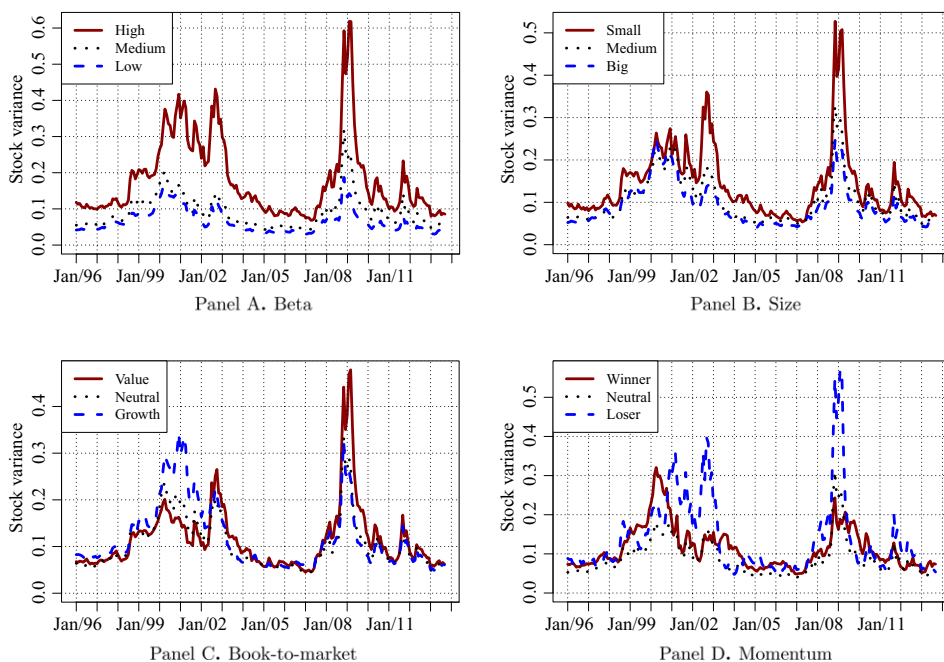 High
Medium
Low
Stock variance
0.0 0.1 0.2 0.3 0.4 0.5 0.6
Jan/96 Jan/99 Jan/02 Jan/05 Jan/08 Jan/11
Panel A. Beta
Small
Medium
Big
Stock variance
0.0 0.1 0.2 0.3 0.4 0.5
Jan/96 Jan/99 Jan/02 Jan/05 Jan/08 Jan/11
Panel B. Size
Value
Neutral
Growth
Stock variance
0.0 0.1 0.2 0.3 0.4
Jan/96 Jan/99 Jan/02 Jan/05 Jan/08 Jan/11
Panel C. Book-to-market
Winner
Neutral
Loser
Stock variance
0.0 0.1 0.2 0.3 0.4 0.5
Jan/96 Jan/99 Jan/02 Jan/05 Jan/08 Jan/11
Panel D. Momentum